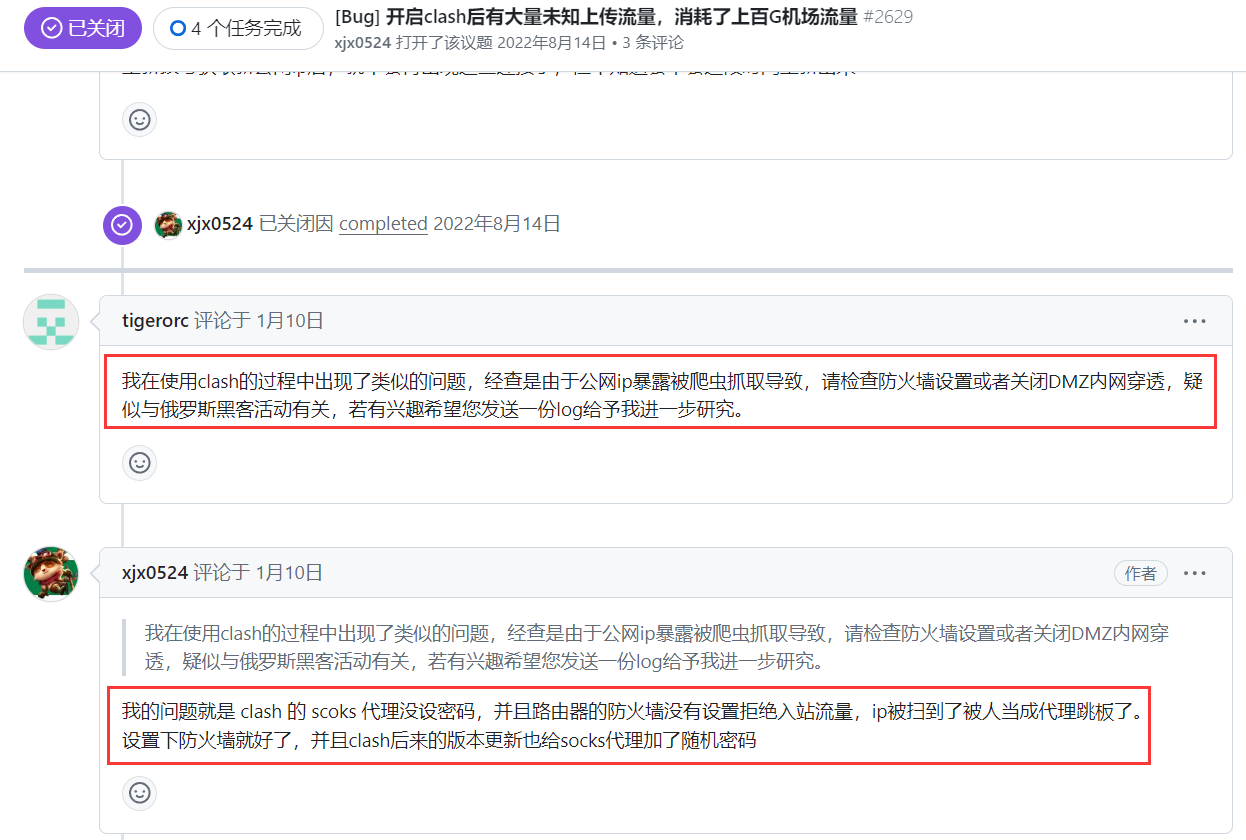 已关闭
4 个任务完成
[Bug] 开启clash后有大量未知上传流量，消耗了上百G机场流量 #2629
xjx0524 打开了该议题 2022年8月14日 • 3 条评论
xjx0524 已关闭因 completed 2022年8月14日
tigerorc 评论于 1月10日
我在使用clash的过程中出现了类似的问题，经查是由于公网ip暴露被爬虫抓取导致，请检查防火墙设置或者关闭DMZ内网穿透，疑
似与俄罗斯黑客活动有关，若有兴趣希望您发送一份log给予我进一步研究。
xjx0524 评论于 1月10日
作者
我在使用clash的过程中出现了类似的问题，经查是由于公网ip暴露被爬虫抓取导致，请检查防火墙设置或者关闭DMZ内网穿
透，疑似与俄罗斯黑客活动有关，若有兴趣希望您发送一份log给予我进一步研究。
我的问题就是 clash 的 scoks 代理没设密码，并且路由器的防火墙没有设置拒绝入站流量，ip被扫到了被人当成代理跳板了。
设置下防火墙就好了，并且clash后来的版本更新也给socks代理加了随机密码